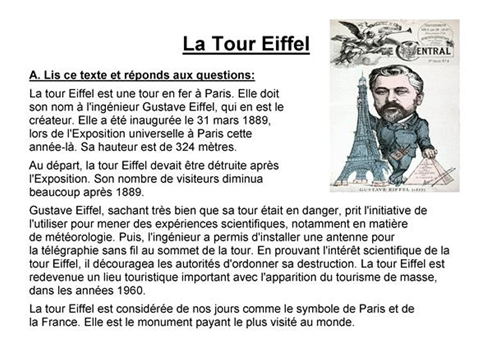 La Tour Eiffel
A. Lis ce texte et réponds aux questions:
La tour Eiffel est une tour en fer à Paris. Elle doit
son nom à l'ingénieur Gustave Eiffel, qui en est le
créateur. Elle a été inaugurée le 31 mars 1889,
lors de l'Exposition universelle à Paris cette
année-là. Sa hauteur est de 324 mètres.
Au départ, la tour Eiffel devait être détruite après
l'Exposition. Son nombre de visiteurs diminua
beaucoup après 1889.
CENTRAL
GUSTAVE EIFFEL
Gustave Eiffel, sachant très bien que sa tour était en danger, prit l'initiative de
l'utiliser pour mener des expériences scientifiques, notamment en matière
de météorologie. Puis, l'ingénieur a permis d'installer une antenne pour
la télégraphie sans fil au sommet de la tour. En prouvant l'intérêt scientifique de la
tour Eiffel, il découragea les autorités d'ordonner sa destruction. La tour Eiffel est
redevenue un lieu touristique important avec l'apparition du tourisme de masse,
dans les années 1960.
La tour Eiffel est considérée de nos jours comme le symbole de Paris et de
la France. Elle est le monument payant le plus visité au monde.